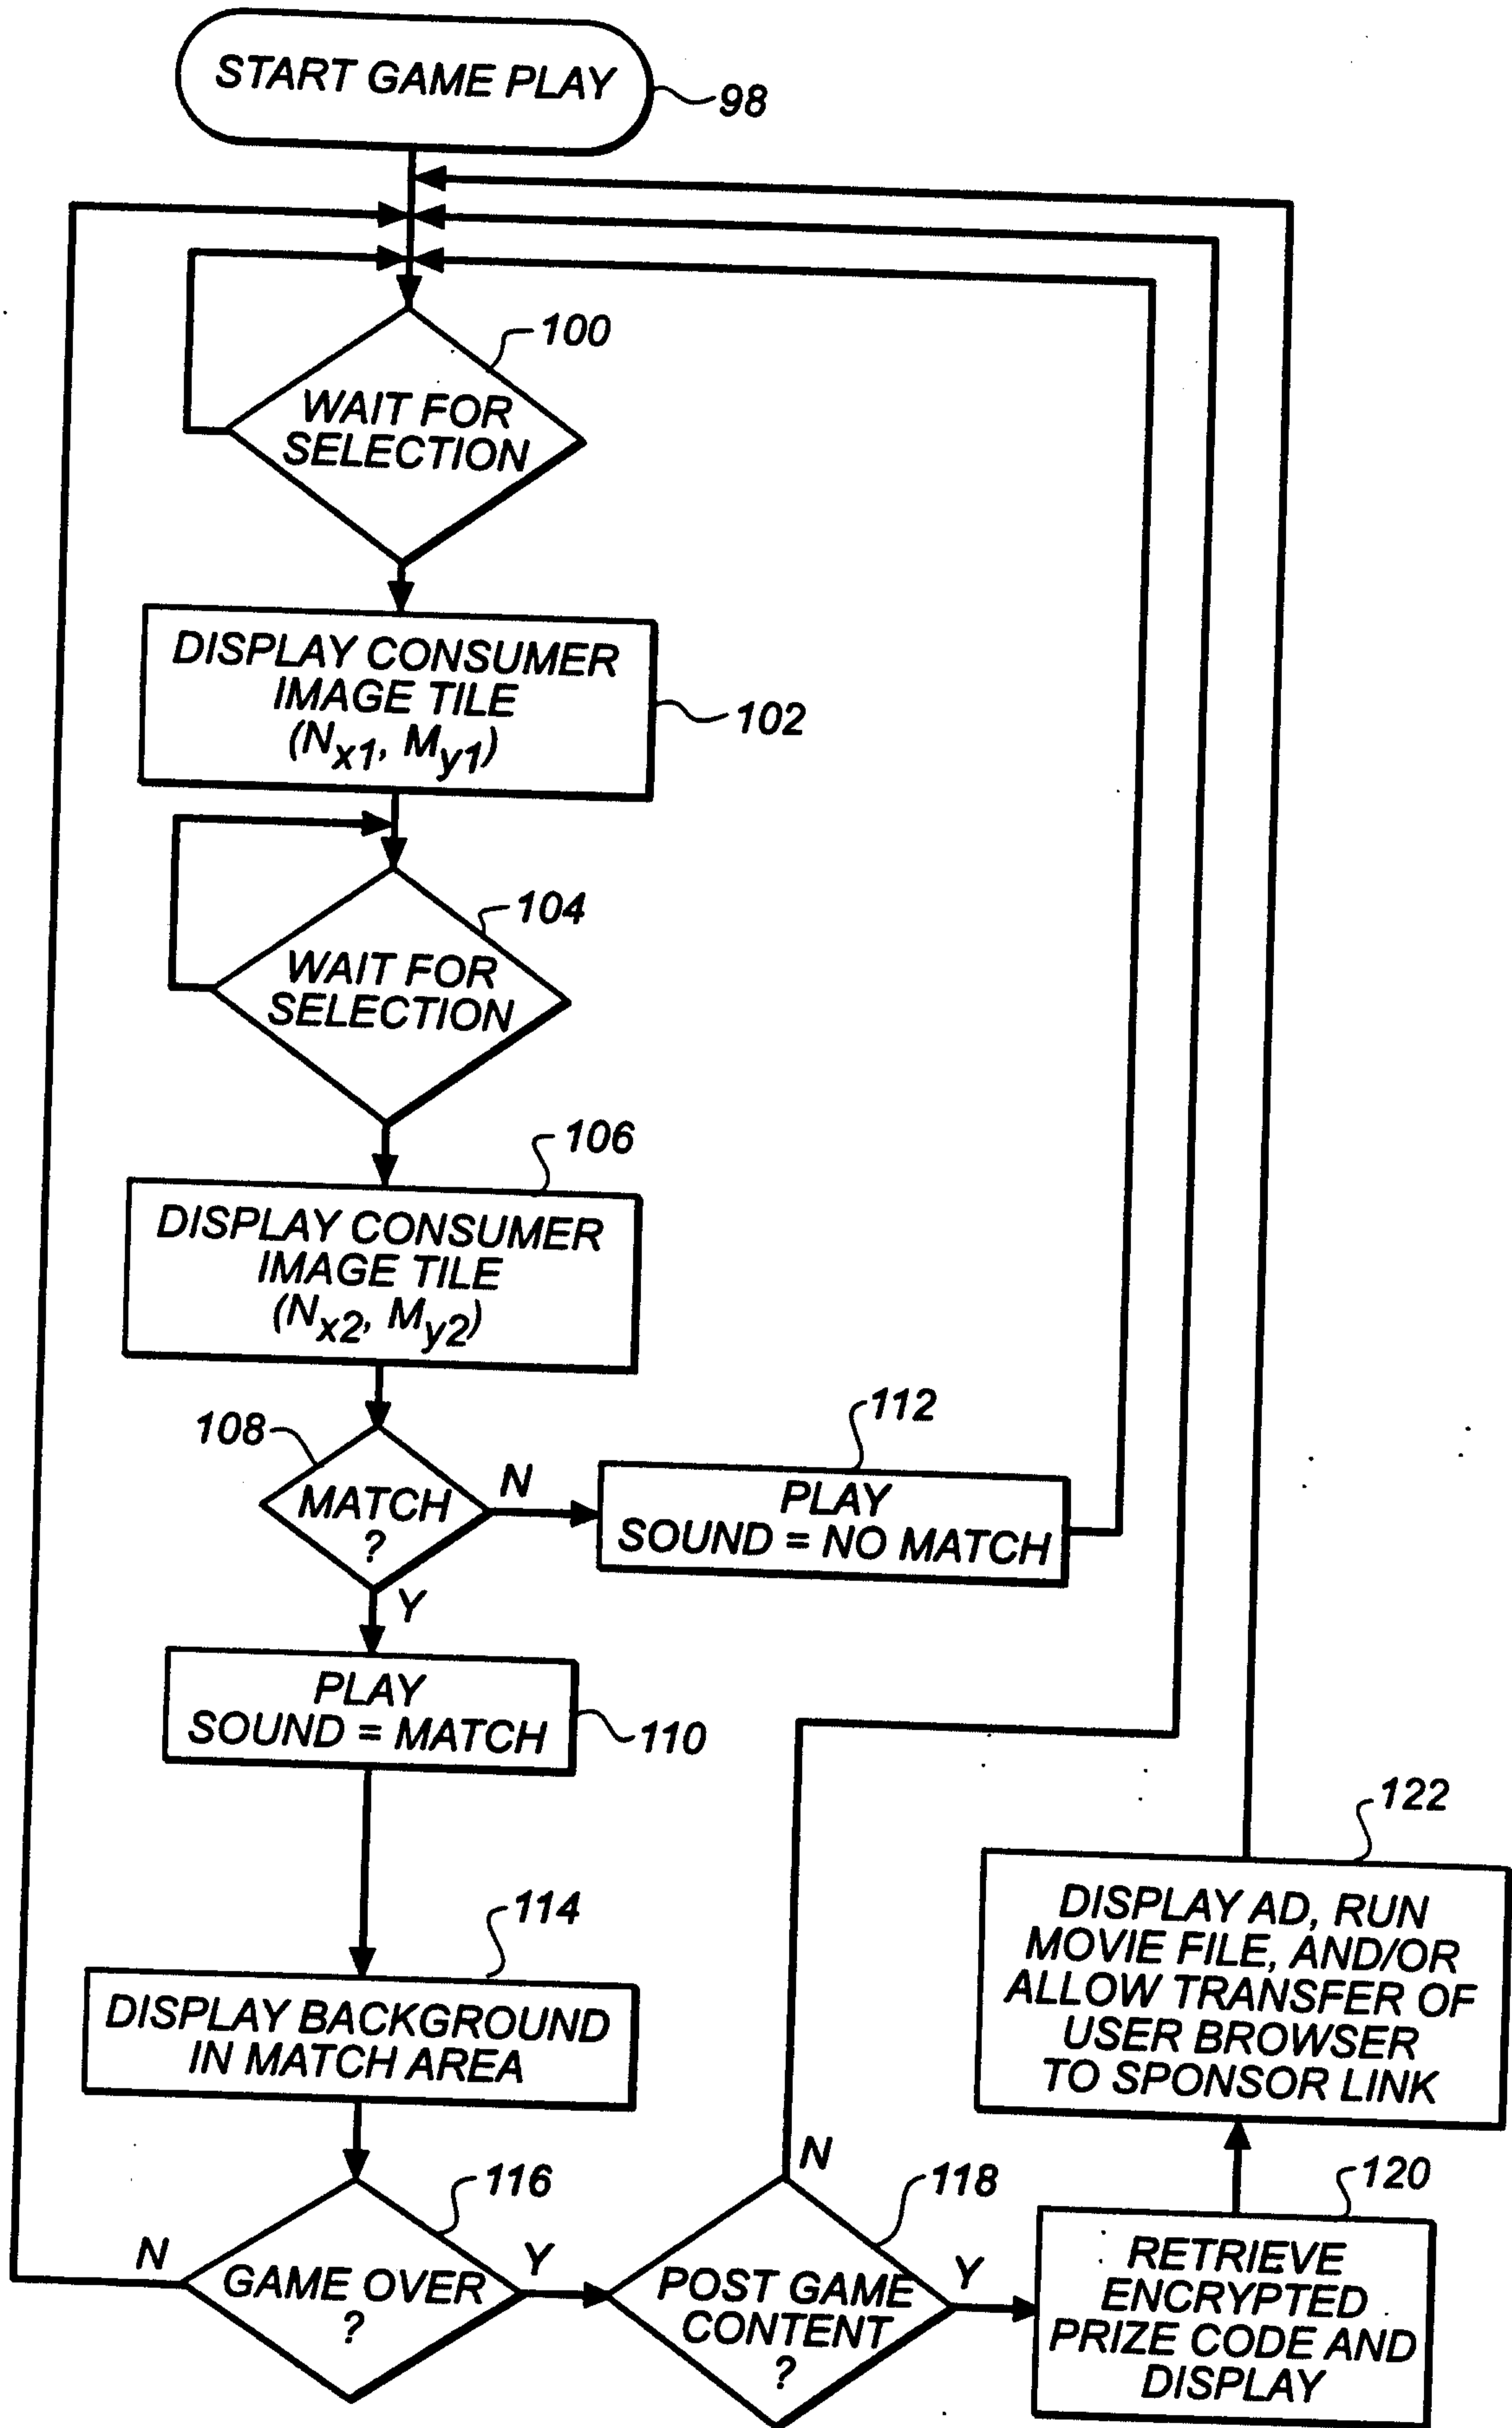 START GAME PLAY
98
100
WAIT FOR
SELECTION
DISPLAY CONSUMER
IMAGE TILE
(Nx1, My1)
102
104
WAIT FOR
SELECTION
106
DISPLAY CONSUMER
IMAGE TILE
(Nx2, My2)
108
MATCH
?
N
112
PLAY
SOUND = NO MATCH
Y
PLAY
SOUND = MATCH
110
114
DISPLAY BACKGROUND
IN MATCH AREA
122
DISPLAY AD, RUN
MOVIE FILE, AND/OR
ALLOW TRANSFER OF
USER BROWSER
TO SPONSOR LINK
116
N
GAME OVER
?
Y
N
118
POST GAME
CONTENT
?
Y
120
RETRIEVE
ENCRYPTED
PRIZE CODE AND
DISPLAY